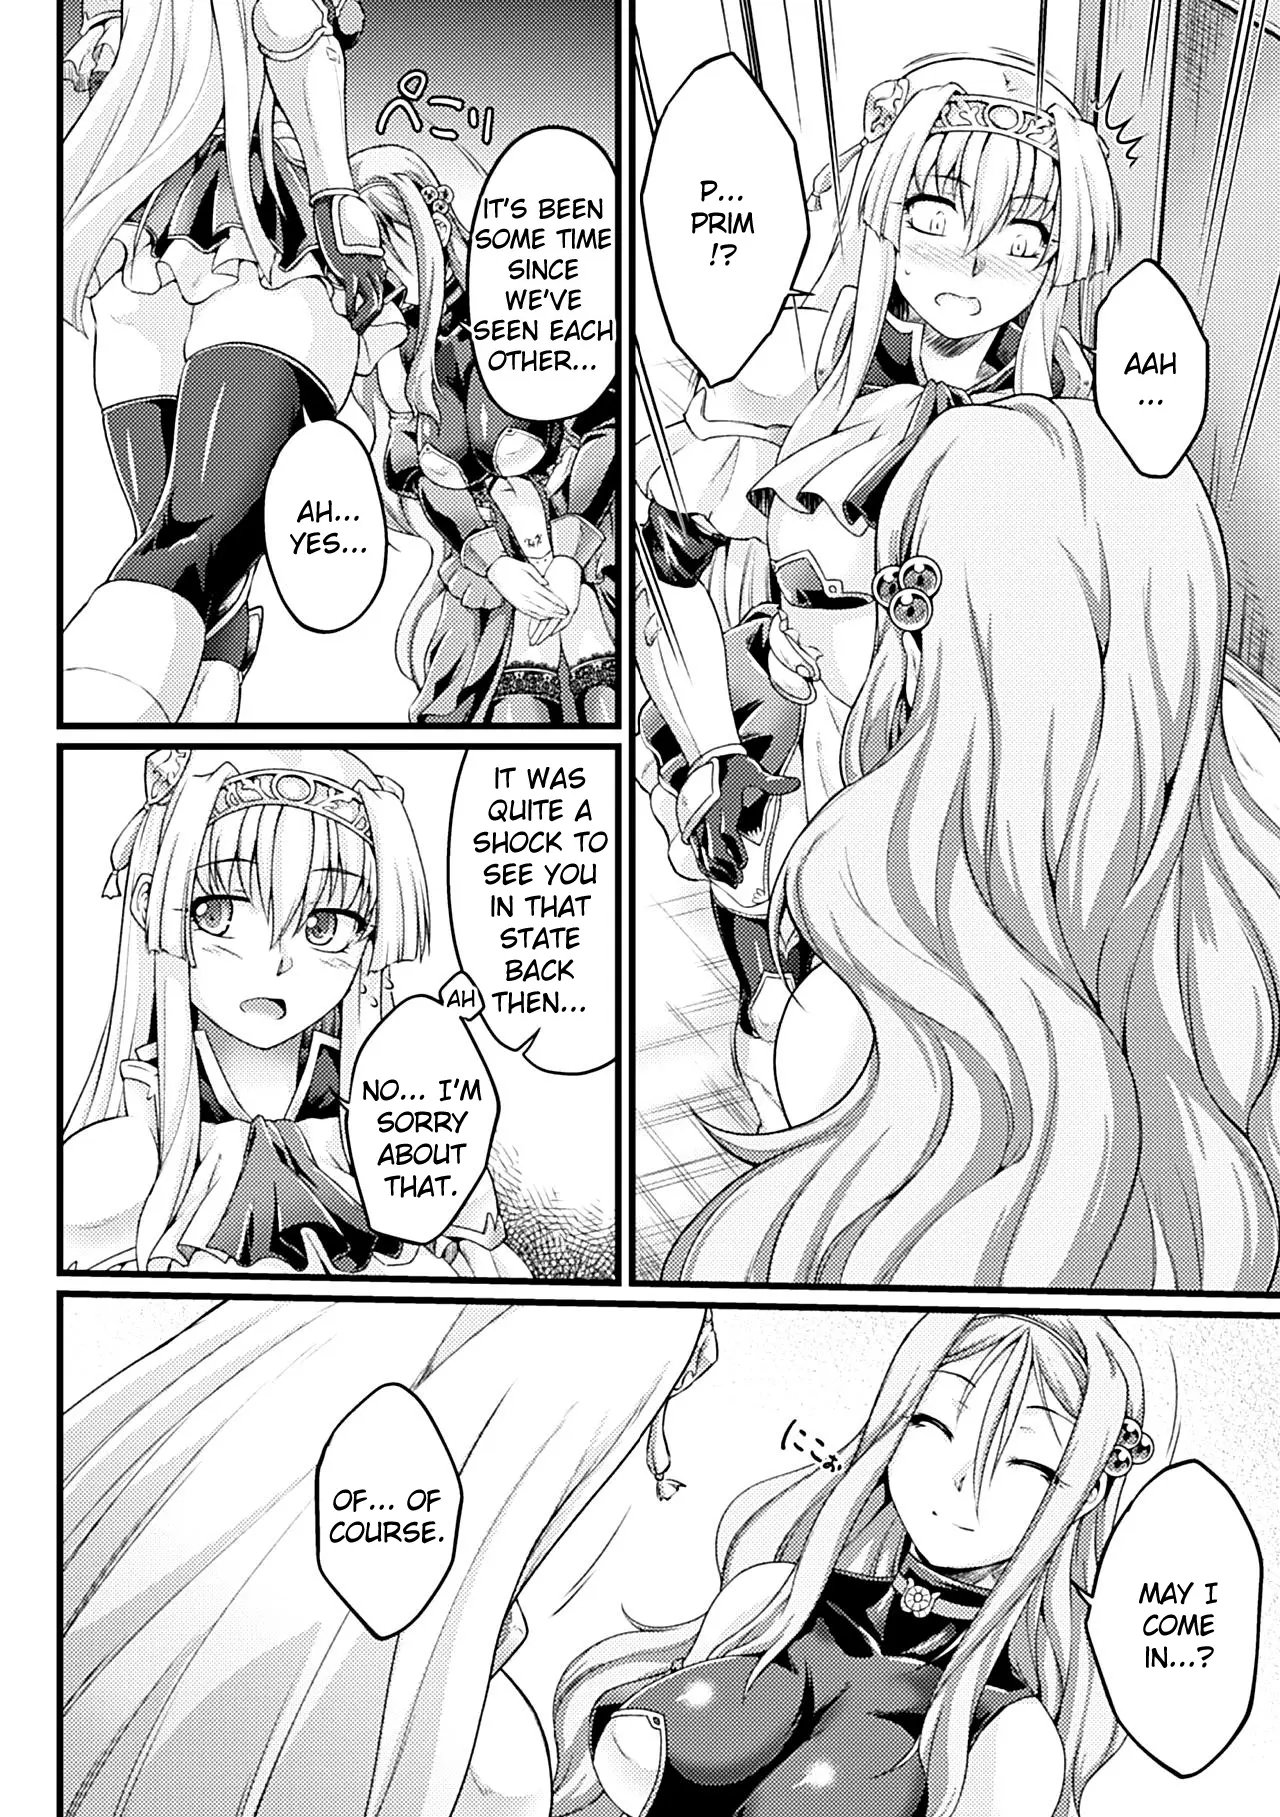 AAH
...
P...
PRIM
!?
ぺこり
IT'S BEEN
SOME TIME
SINCE
WE'VE
SEEN EACH
OTHER...
AH...
YES...
IT WAS
QUITE A
SHOCK TO
SEE YOU
IN THAT
STATE
BACK
THEN...
AH
NO... I'M
SORRY
ABOUT
THAT.
MAY I
COME
IN...?
にこぉ
OF... OF
COURSE.